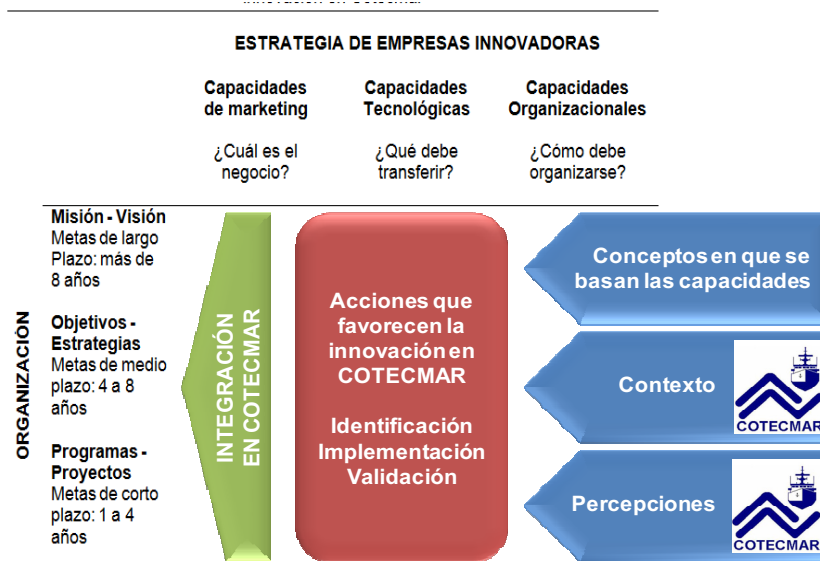 ESTRATEGIA DE EMPRESAS INNOVADORAS
Capacidades
de marketing
¿Cuál es el
negocio?
Capacidades
Tecnológicas
¿Qué debe
transferir?
Capacidades
Organizacionales
¿Cómo debe
organizarse?
ORGANIZACIÓN
Misión - Visión
Metas de largo
Plazo: más de
8 años
Objetivos -
Estrategias
Metas de medio
plazo: 4 a 8
años
Programas -
Proyectos
Metas de corto
plazo: 1 a 4
años
INTEGRACIÓN
EN COTECMAR
Acciones que
favorecen la
innovación en
COTECMAR
Identificación
Implementación
Validación
Conceptos en que se
basan las capacidades
Contexto
COTECMAR
Percepciones
COTECMAR